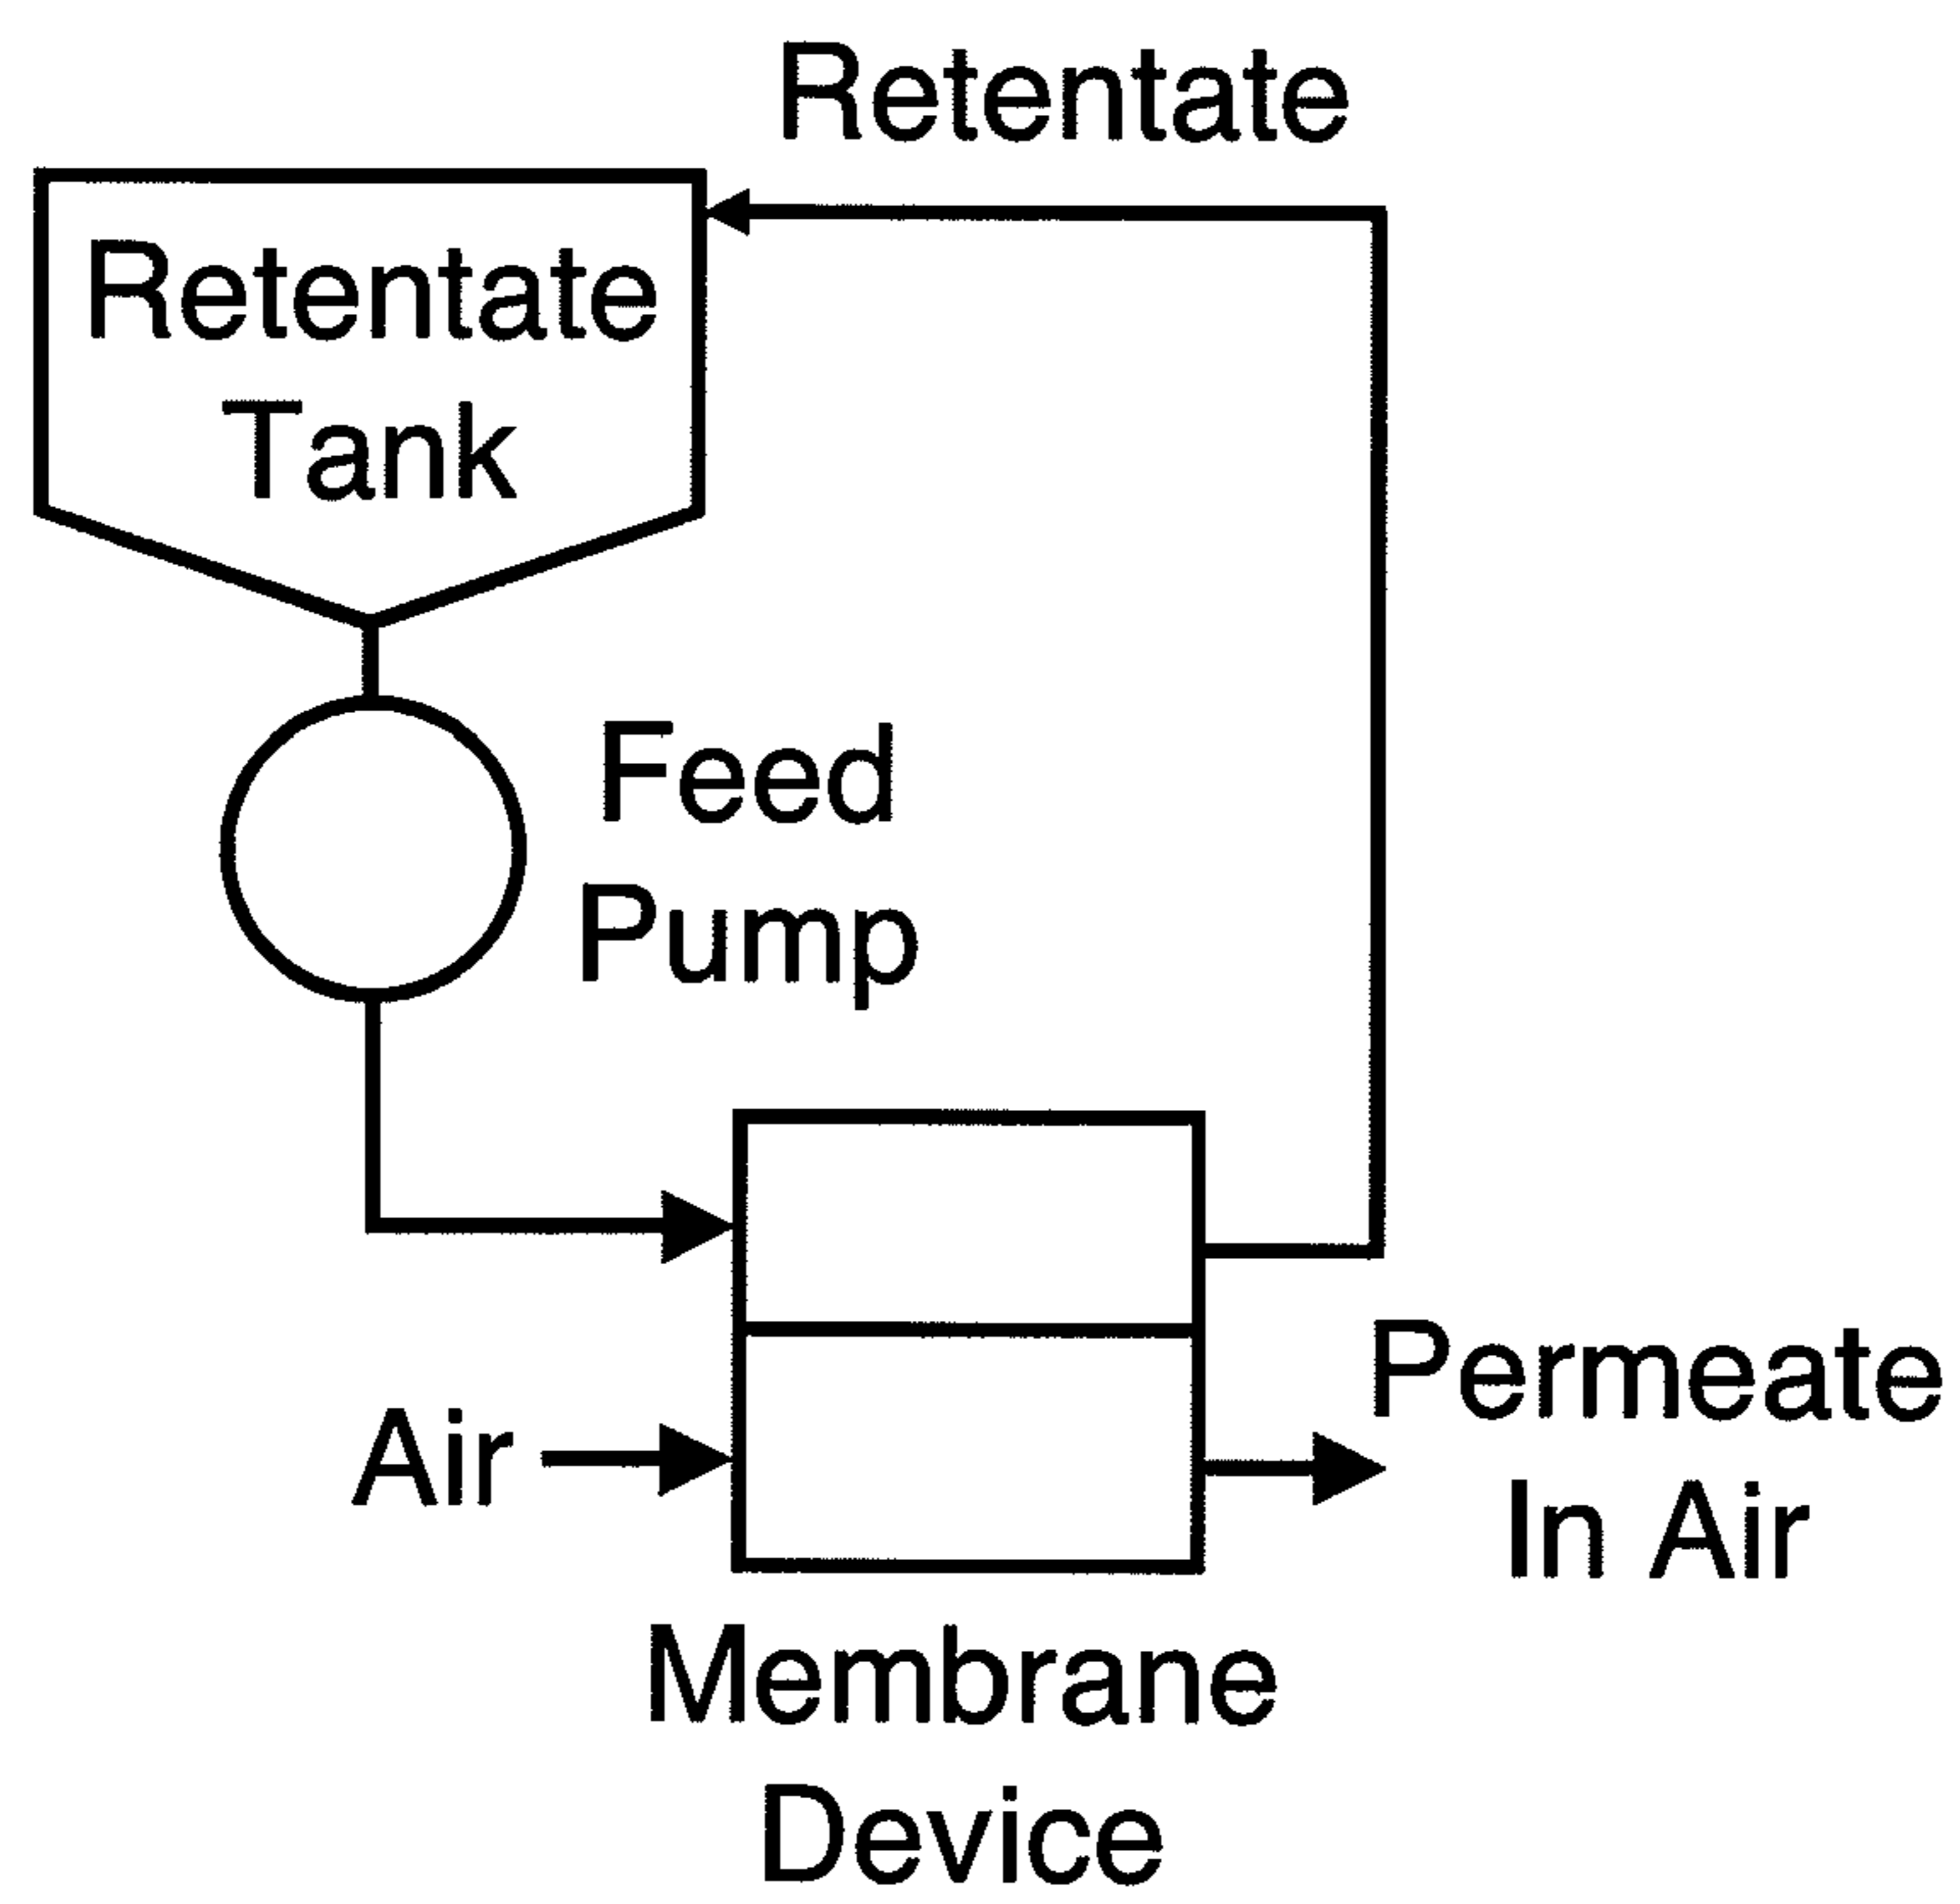 Retentate
Retentate
Tank
Feed
Pump
Air
Permeate
In Air
Membrane
Device